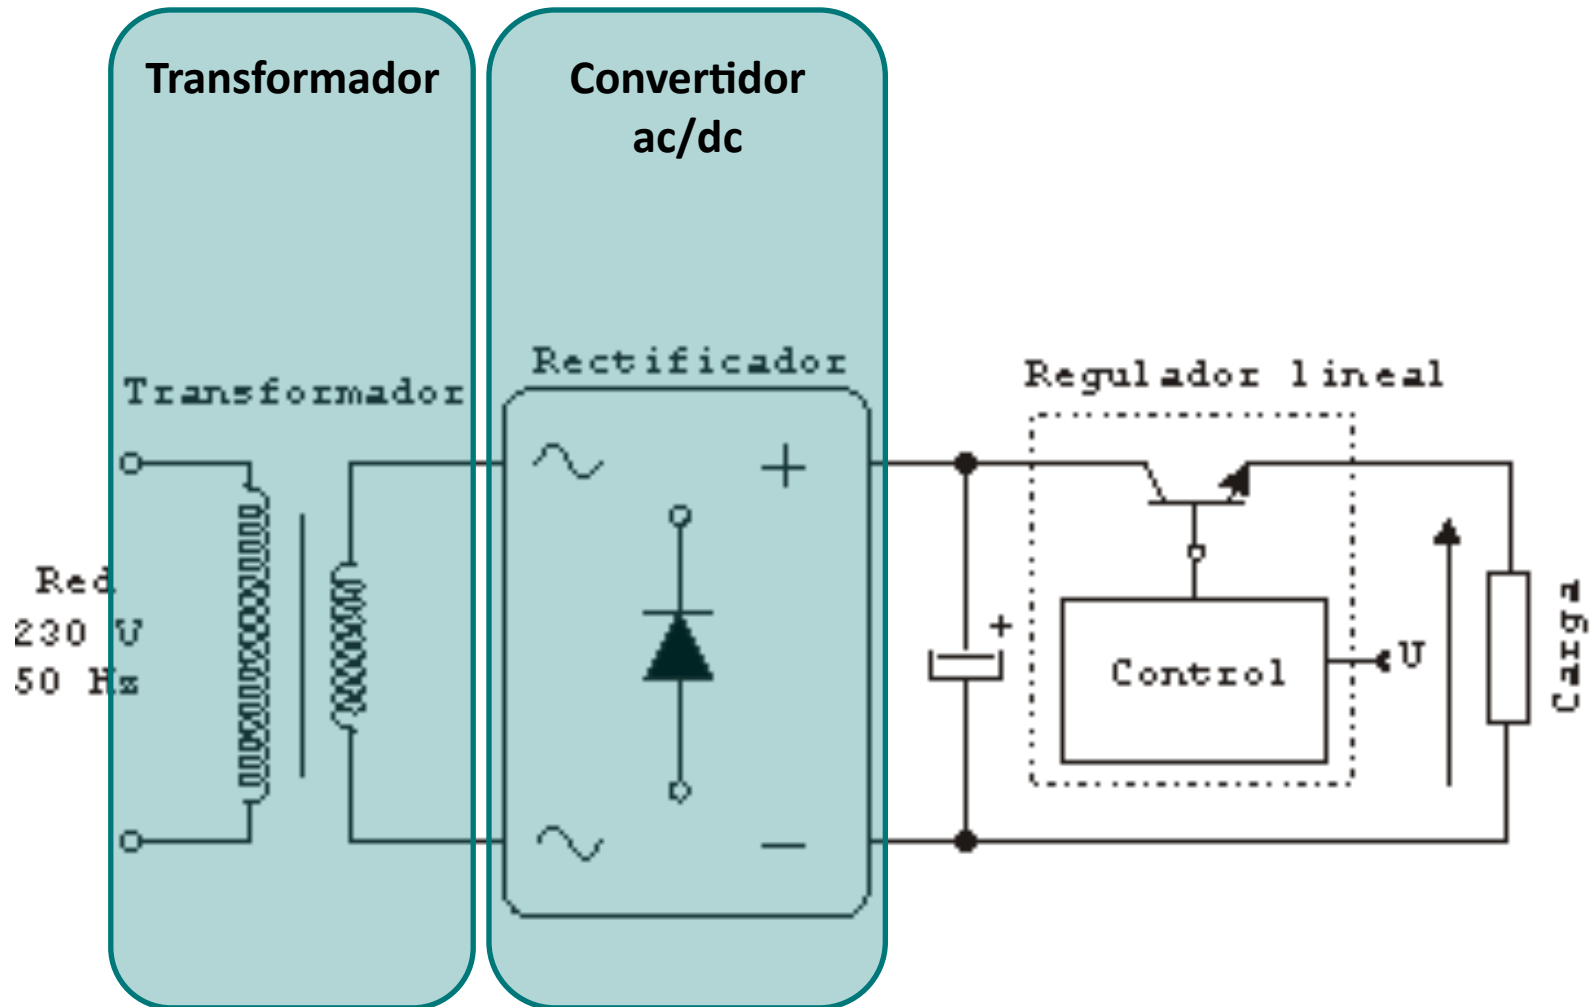 Transformador
Convertidor
ac/dc
Rectificador
Transformador
Regulador lineal
+
Red
230 V
50 Hz
+
Control
U
Carga
−